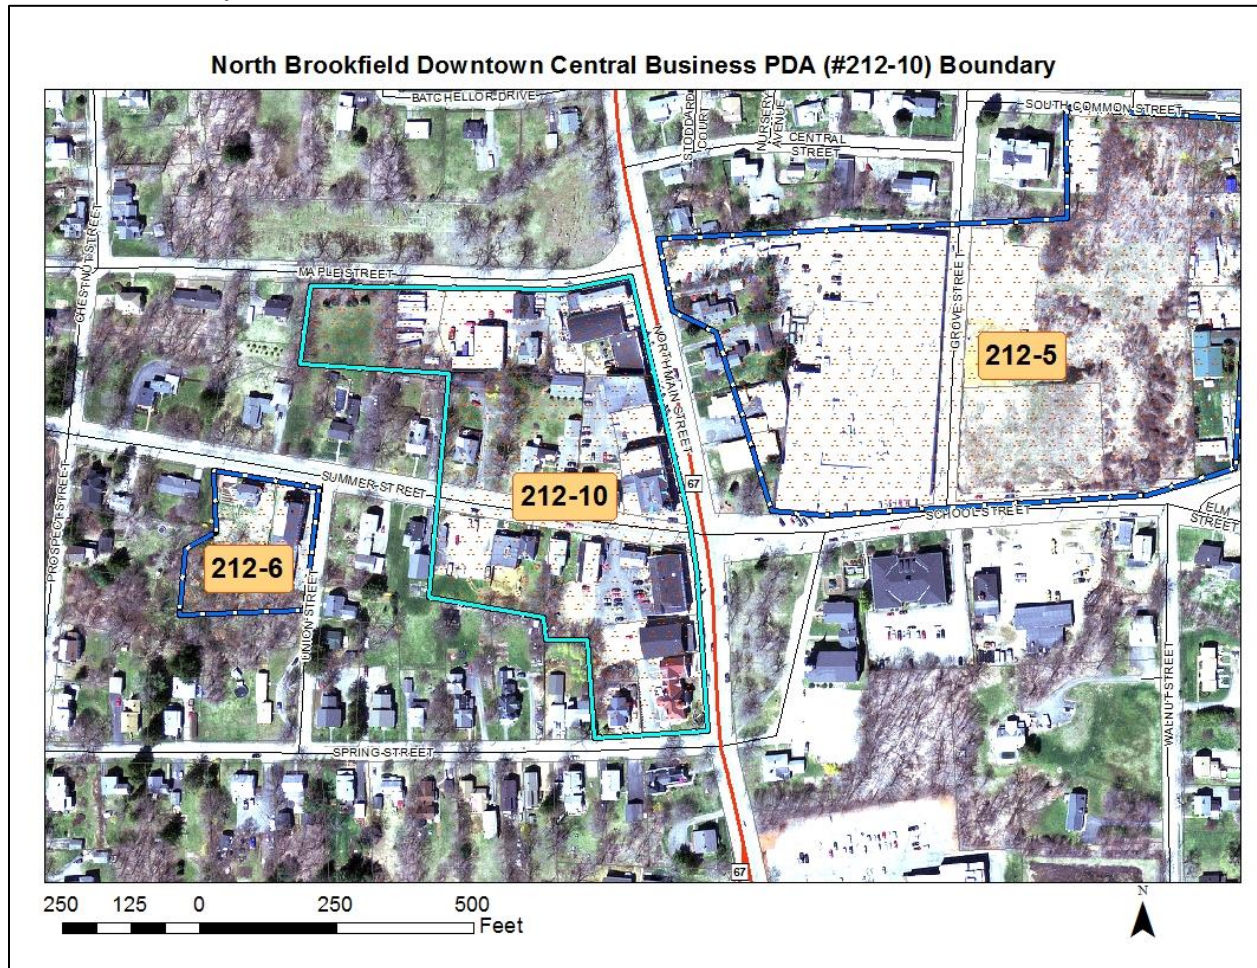 North Brookfield Downtown Central Business PDA (#212-10) Boundary
BATCHELLOR DRIVE
STODDARD
COURT
NURSERY
AVENUE
SOUTH COMMON STREET
CENTRAL
STREET
CHESTNUT STREET
MAPLE STREET
NORTH MAIN STREET
GROVE STREET
212-5
PROSPECT STREET
SUMMER STREET
212-10
67
SCHOOL STREET
ELM
STREET
212-6
UNION STREET
WALNUT STREET
SPRING STREET
67
250 125 0 250 500
Feet
N